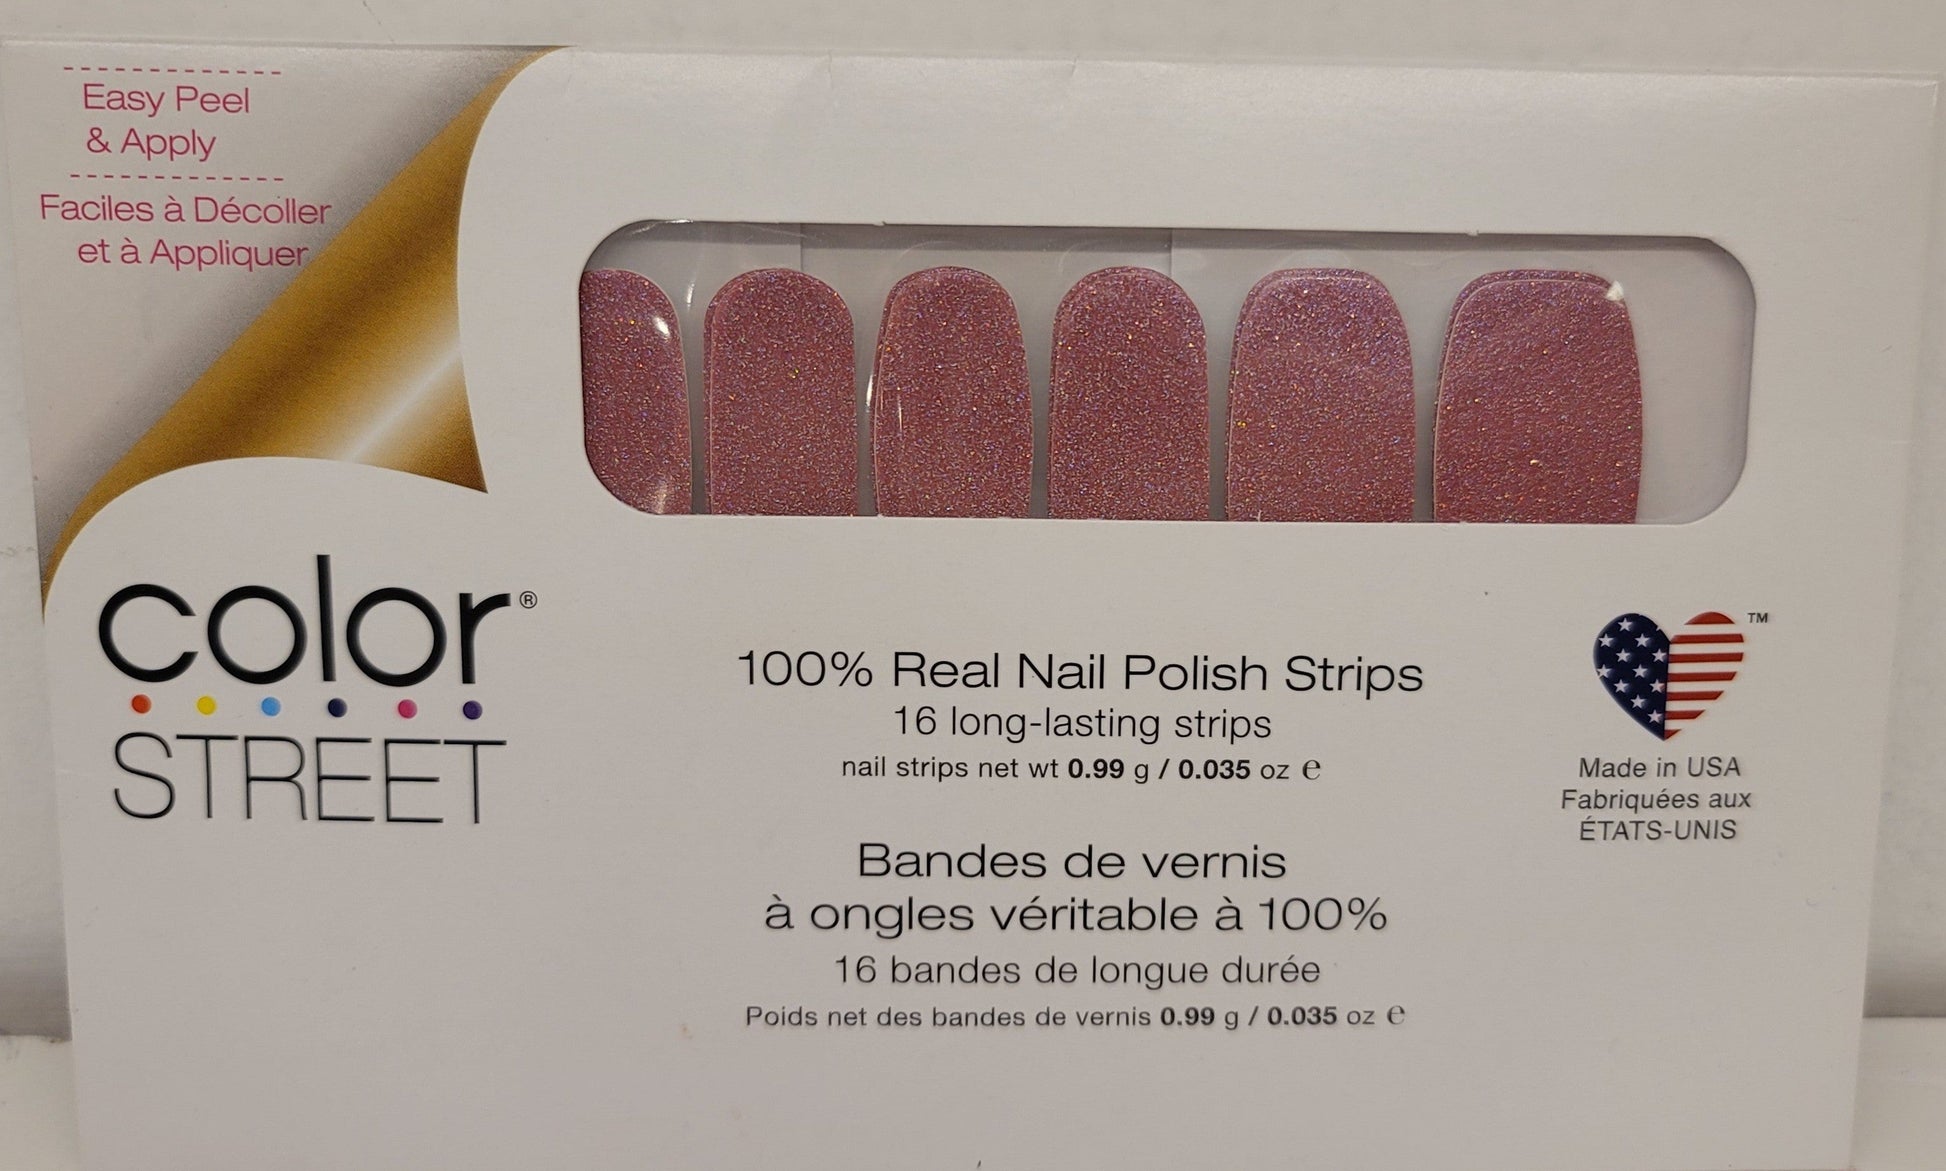 Easy Peel
& Apply
Faciles à Décoller
et à Appliquer
color®
STREET
100% Real Nail Polish Strips
16 long-lasting strips
nail strips net wt 0.99 g / 0.035 oz ℮
Bandes de vernis
à ongles véritable à 100%
16 bandes de longue durée
Poids net des bandes de vernis 0.99 g / 0.035 oz ℮
TM
Made in USA
Fabriquées aux
ÉTATS-UNIS